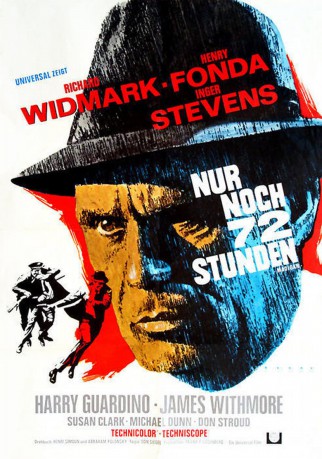 UNIVERSAL ZEIGT
RICHARD
WIDMARK·
HENRY
FONDA
INGER
STEVENS
NUR
NOCH
72
STUNDEN
(MADIGAN)
HARRY GUARDINO · JAMES WITHMORE
SUSAN CLARK · MICHAEL DUNN · DON STROUD
TECHNICOLOR · TECHNISCOPE